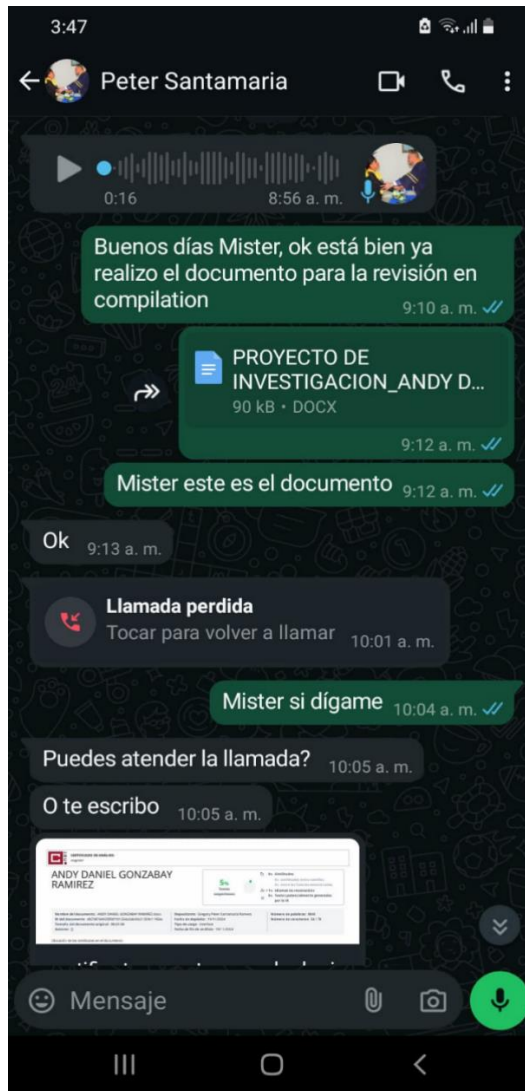 3:47
Peter Santamaria
0:16
8:56 a. m.
Buenos días Mister, ok está bien ya
realizo el documento para la revisión en
compilation
9:10 a. m.
PROYECTO DE
INVESTIGACION_ANDY D...
90 kB • DOCX
9:12 a. m.
Mister este es el documento 9:12 a. m.
Ok 9:13 a. m.
Llamada perdida
Tocar para volver a llamar 10:01 a. m.
Mister si dígame 10:04 a. m.
Puedes atender la llamada? 10:05 a. m.
O te escribo 10:05 a. m.
ANDY DANIEL GONZABAY
RAMIREZ
5%
Mensaje